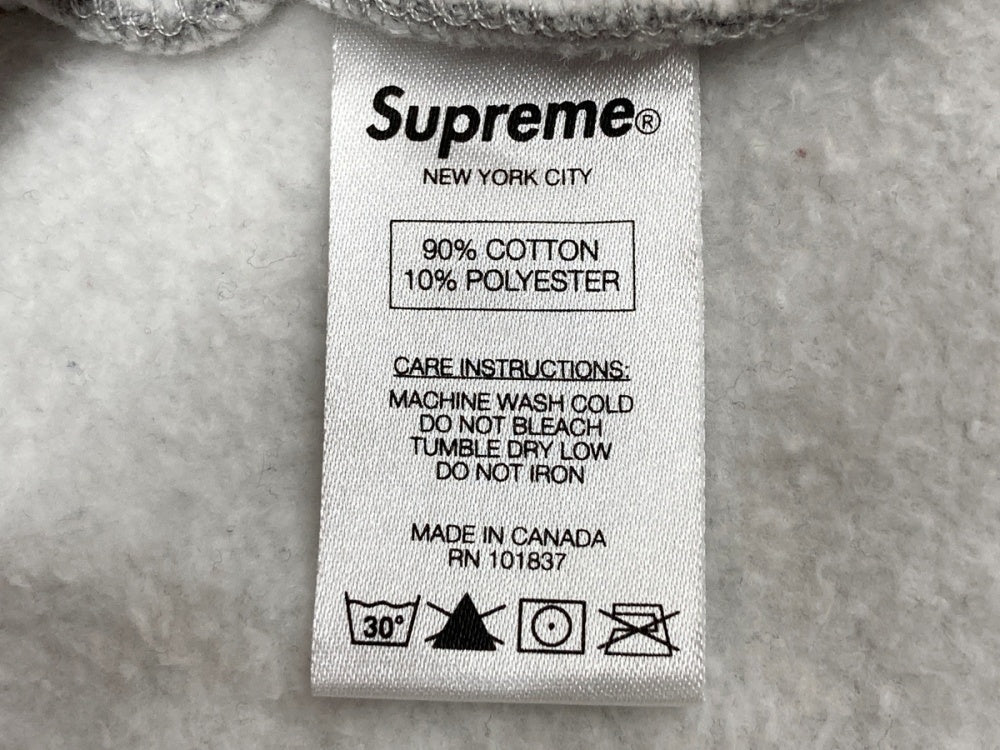 Supreme®
NEW YORK CITY
90% COTTON
10% POLYESTER
CARE INSTRUCTIONS:
MACHINE WASH COLD
DO NOT BLEACH
TUMBLE DRY LOW
DO NOT IRON
MADE IN CANADA
RN 101837
30°